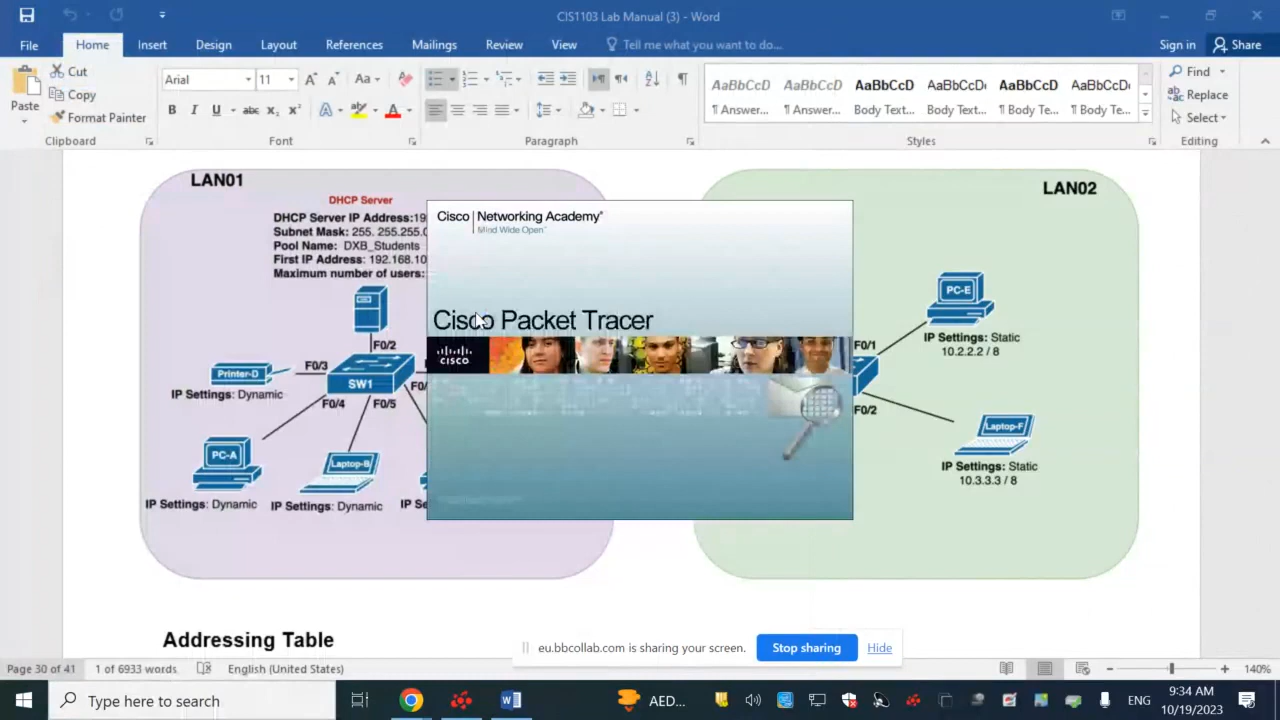 CIS1103 Lab Manual (3) - Word
File Home Insert Design Layout References Mailings Review View Tell me what you want to do... Sign in Share
Paste
Cut
Copy
Format Painter
Arial 11
Aa
B I U abc X₂ X² A ab A
AaBbCcD AaBbCcD AaBbCcD AaBbCcD AaBbCcD AaBbCcD
¶ Answer... ¶ Answer... Body Text... Body Text... ¶ Body Te... ¶ Body Te...
Find
Replace
Select
Clipboard Font Paragraph Styles Editing
LAN01
DHCP Server
DHCP Server IP Address:19
Subnet Mask: 255. 255.255.0
Pool Name: DXB_Students
First IP Address: 192.168.10
Maximum number of users:
F0/2
Printer-D
F0/3
SW1
F0/
IP Settings: Dynamic
F0/4
F0/5
PC-A
Laptop-B
IP Settings: Dynamic
IP Settings: Dynamic
IP Se
Cisco Networking Academy®
Mind Wide Open™
Cisco Packet Tracer
CISCO
LAN02
PC-E
IP Settings: Static
10.2.2.2 / 8
F0/1
F0/2
Laptop-F
IP Settings: Static
10.3.3.3 / 8
Addressing Table
eu.bbcollab.com is sharing your screen. Stop sharing Hide
Page 30 of 41 1 of 6933 words English (United States) 140%
Type here to search
AED...
ENG
9:34 AM
10/19/2023